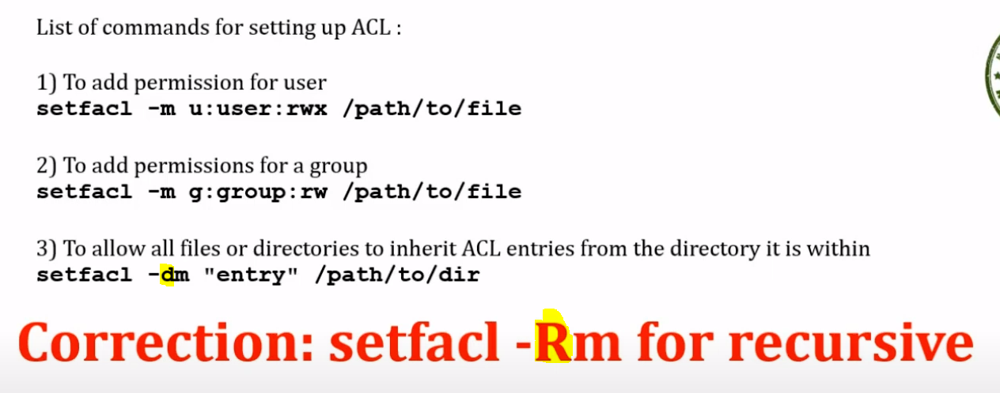 List of commands for setting up ACL :
1) To add permission for user
setfacl -m u:user:rwx /path/to/file
2) To add permissions for a group
setfacl -m g:group:rw /path/to/file
3) To allow all files or directories to inherit ACL entries from the directory it is within
setfacl -dm "entry" /path/to/dir
Correction: setfacl -Rm for recursive